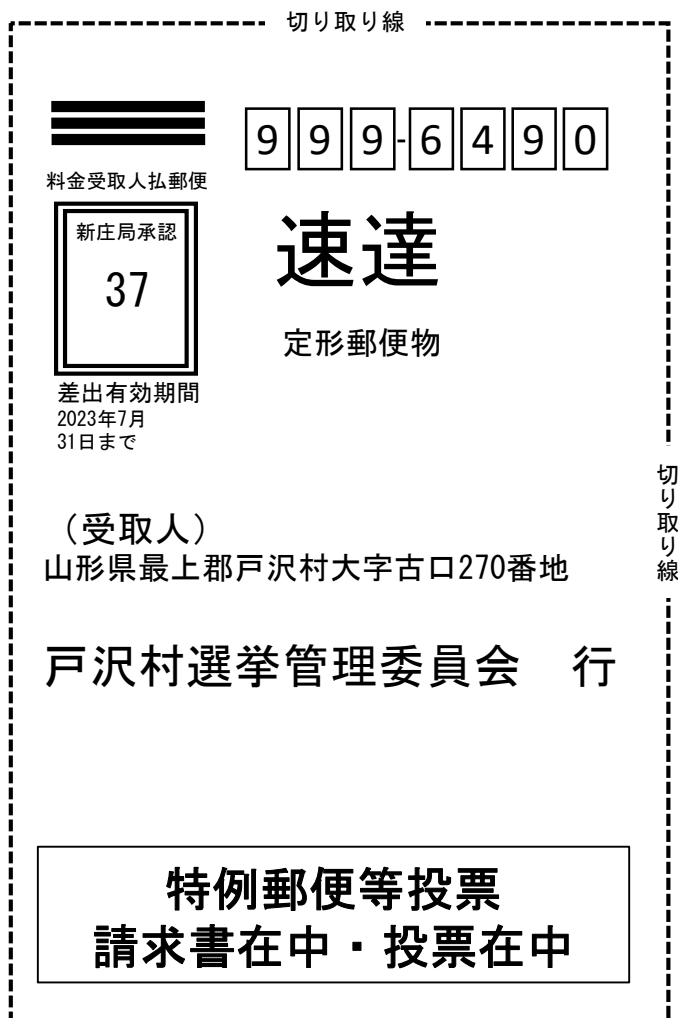 切り取り線
999-6490
料金受取人払郵便
新庄局承認
37
速達
定形郵便物
差出有効期間
2023年7月
31日まで
切り取り線
（受取人）
山形県最上郡戸沢村大字古口270番地
戸沢村選挙管理委員会　行
特例郵便等投票
請求書在中・投票在中